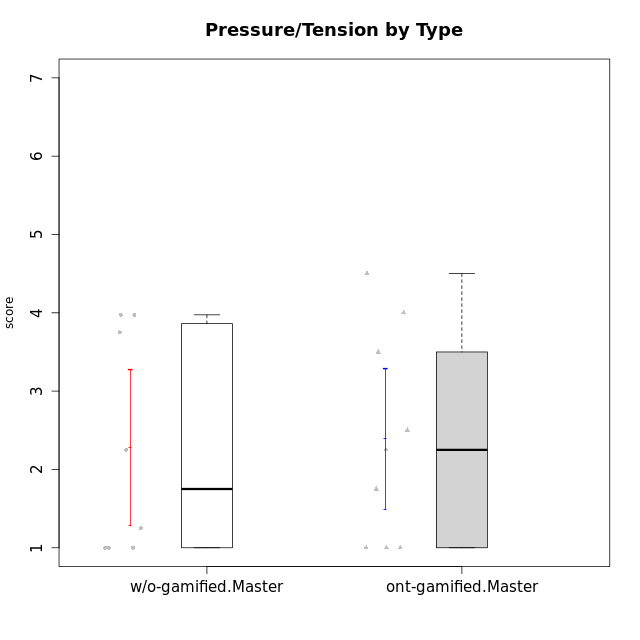 Pressure/Tension by Type
7
6
5
4
3
2
1
score
w/o-gamified.Master
ont-gamified.Master